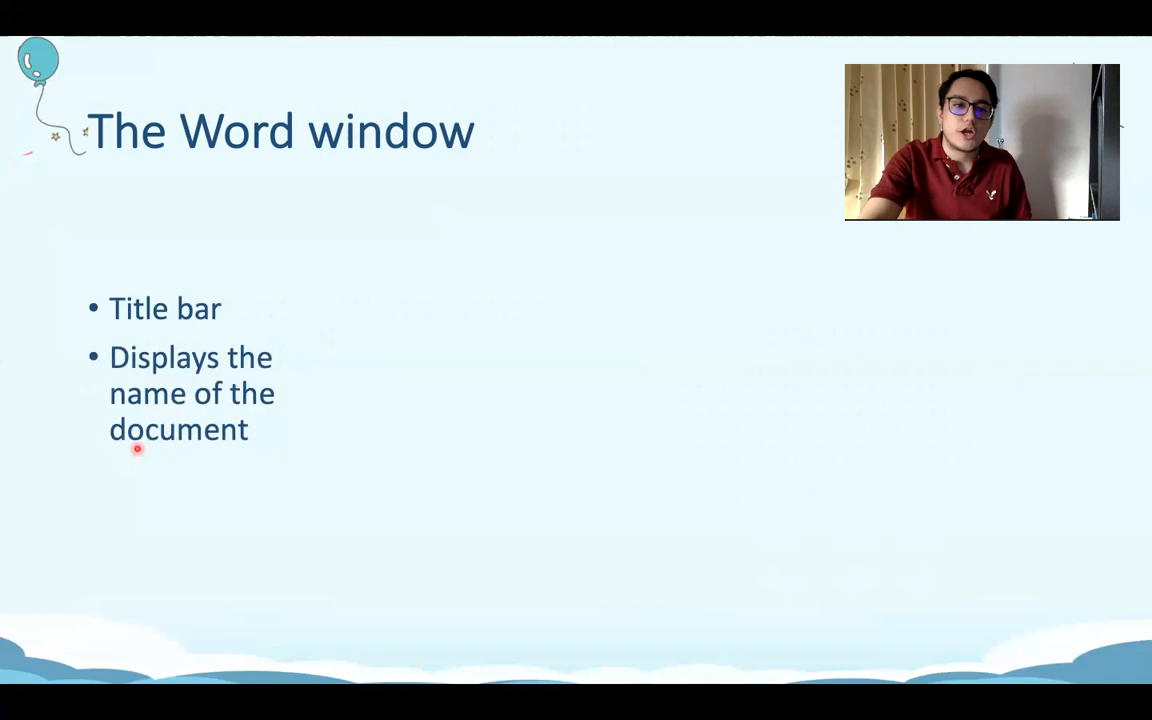 The Word window
• Title bar
• Displays the
name of the
document